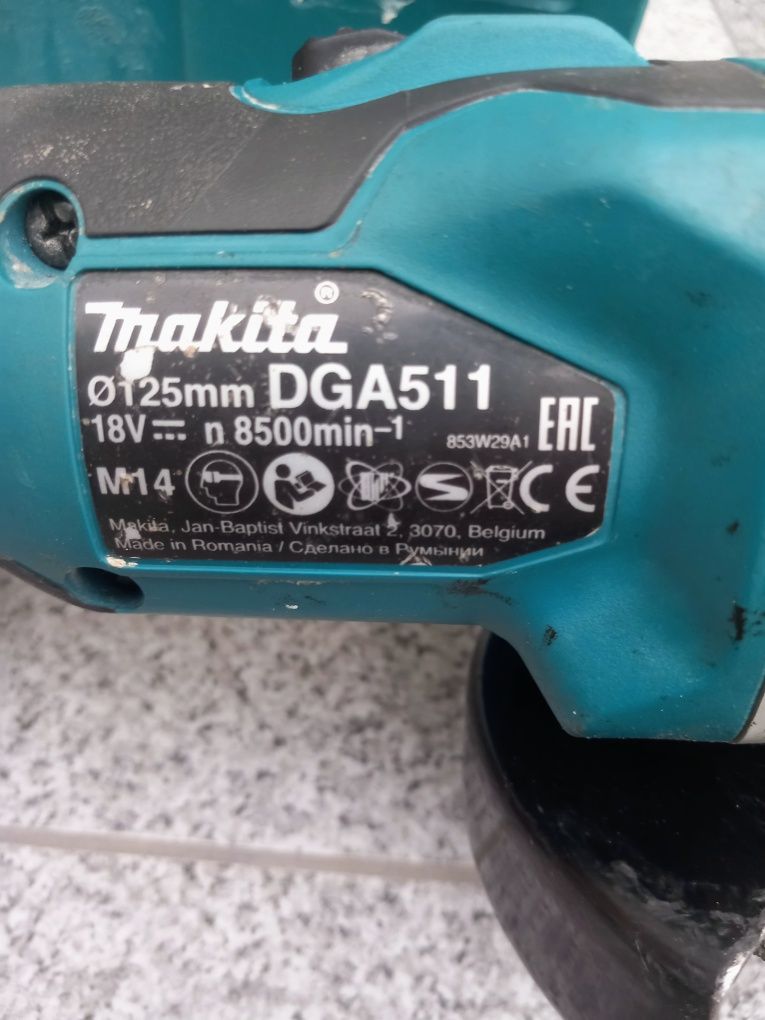 makita®
Ø125mm DGA511
18V n 8500min-1
853W29A1
EAC
M14
CE
Makita, Jan-Baptist Vinkstraat 2, 3070, Belgium
Made in Romania / Сделано в Румынии